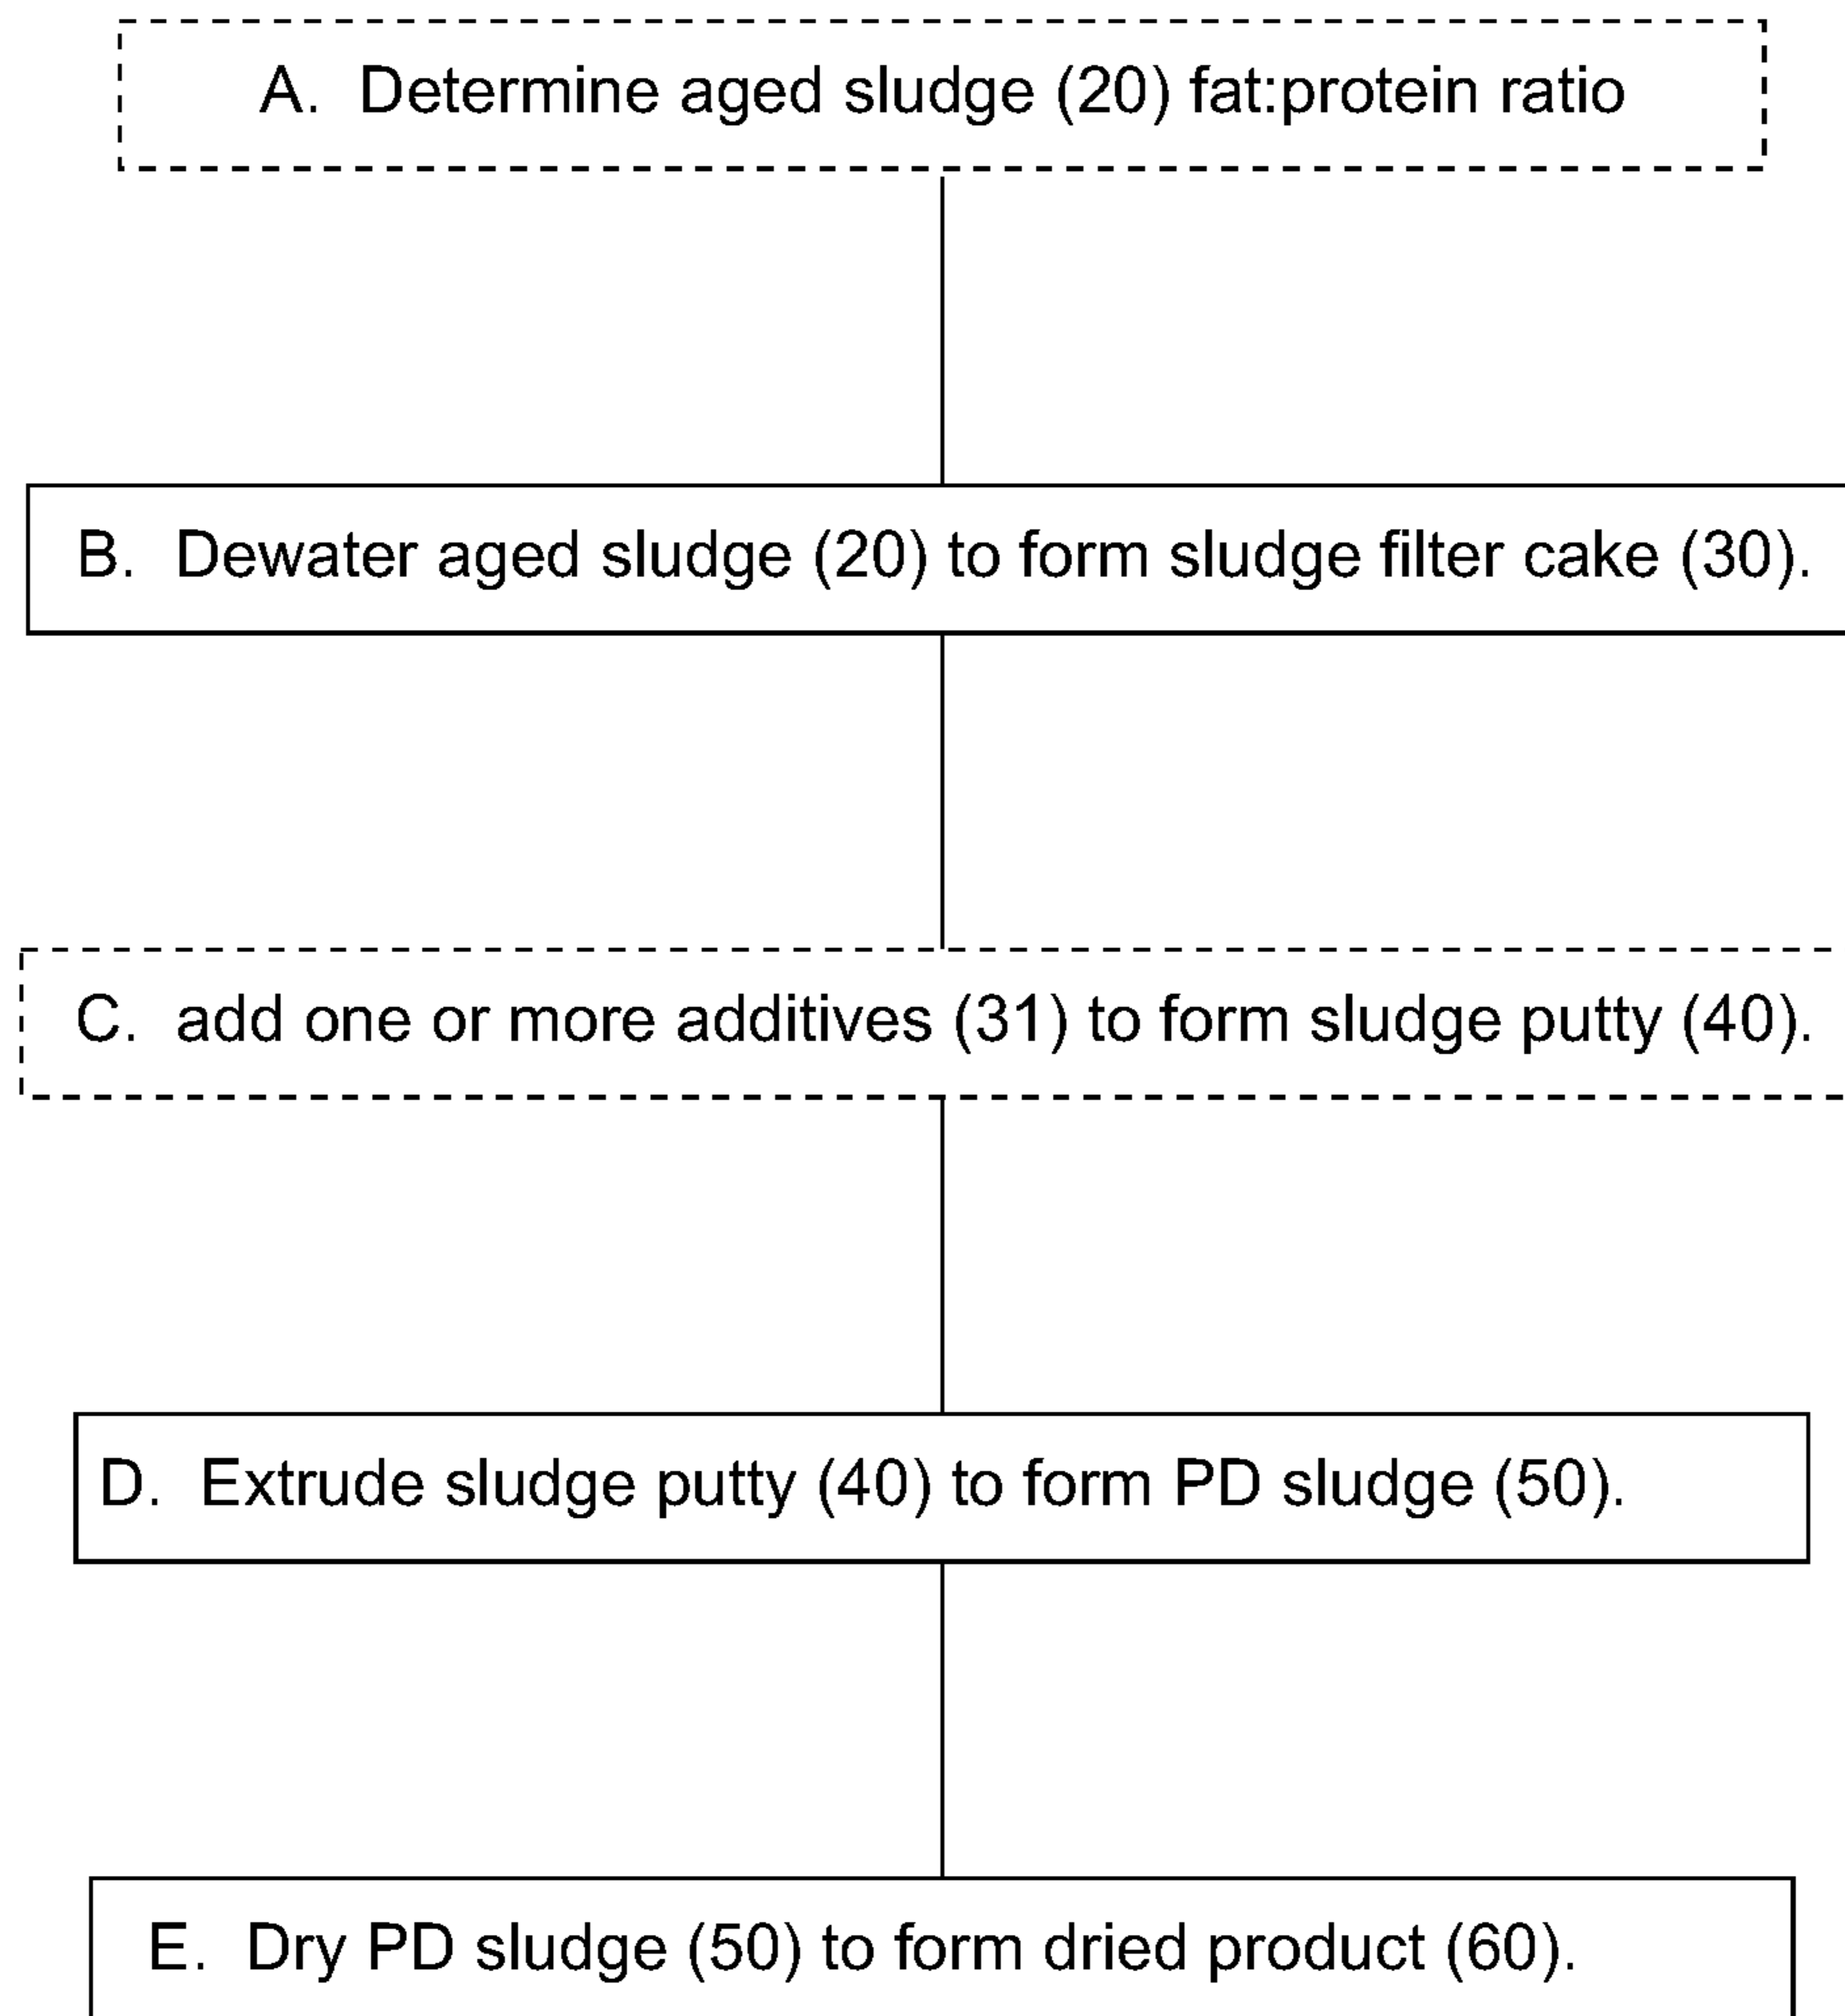 A. Determine aged sludge (20) fat:protein ratio
B. Dewater aged sludge (20) to form sludge filter cake (30).
C. add one or more additives (31) to form sludge putty (40).
D. Extrude sludge putty (40) to form PD sludge (50).
E. Dry PD sludge (50) to form dried product (60).